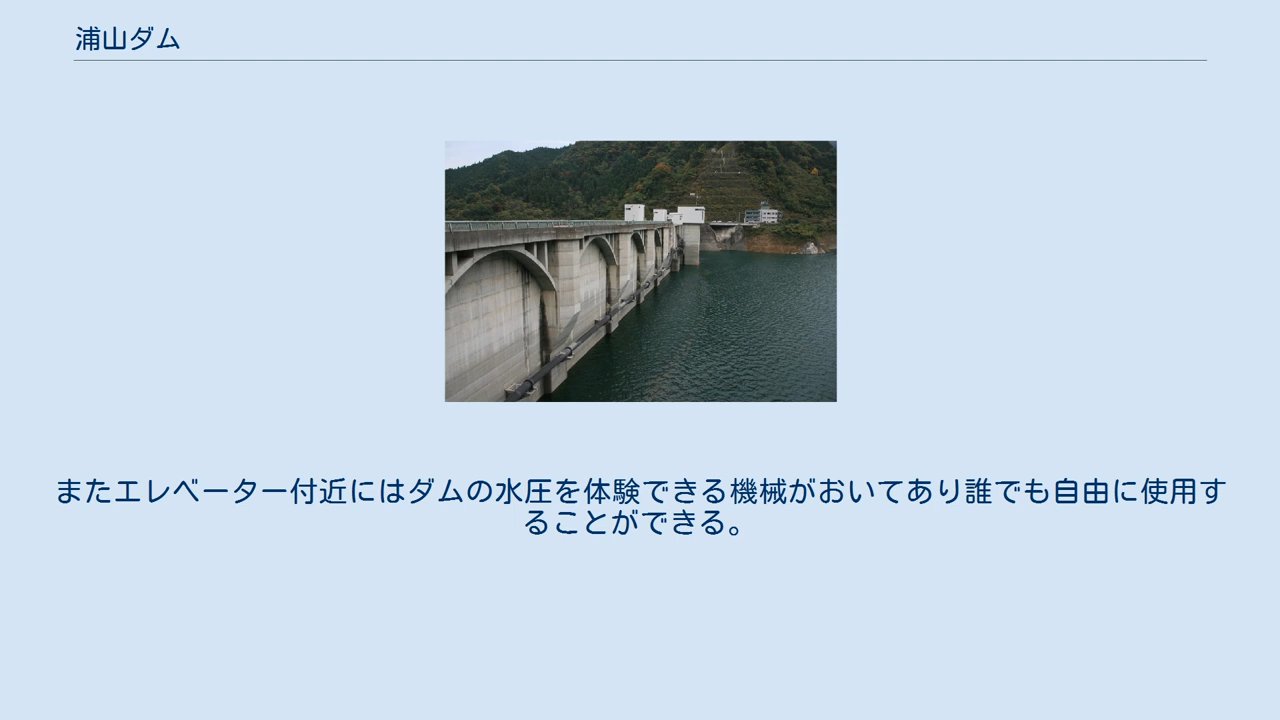 浦山ダム
またエレベーター付近にはダムの水圧を体験できる機械がおいてあり誰でも自由に使用す
ることができる。